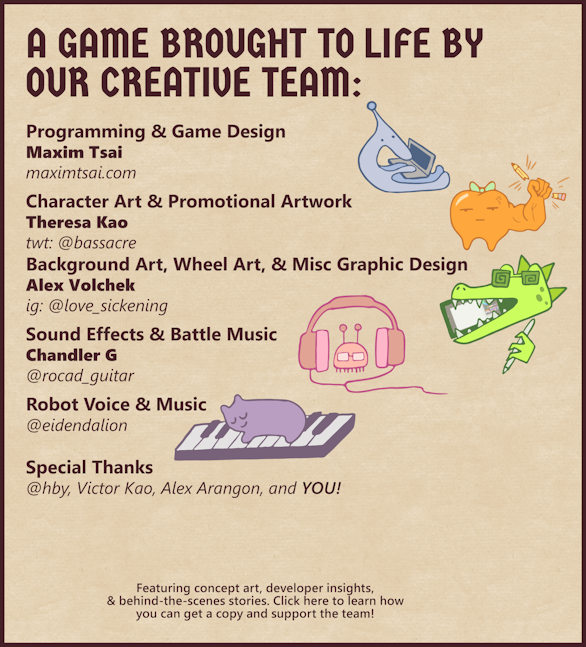 A GAME BROUGHT TO LIFE BY
OUR CREATIVE TEAM:
Programming & Game Design
Maxim Tsai
maximtsai.com
Character Art & Promotional Artwork
Theresa Kao
twt: @bassacre
Background Art, Wheel Art, & Misc Graphic Design
Alex Volchek
ig: @love_sickening
Sound Effects & Battle Music
Chandler G
@rocad_guitar
Robot Voice & Music
@eidendalion
Special Thanks
@hby, Victor Kao, Alex Arangon, and YOU!
Featuring concept art, developer insights,
& behind-the-scenes stories. Click here to learn how
you can get a copy and support the team!